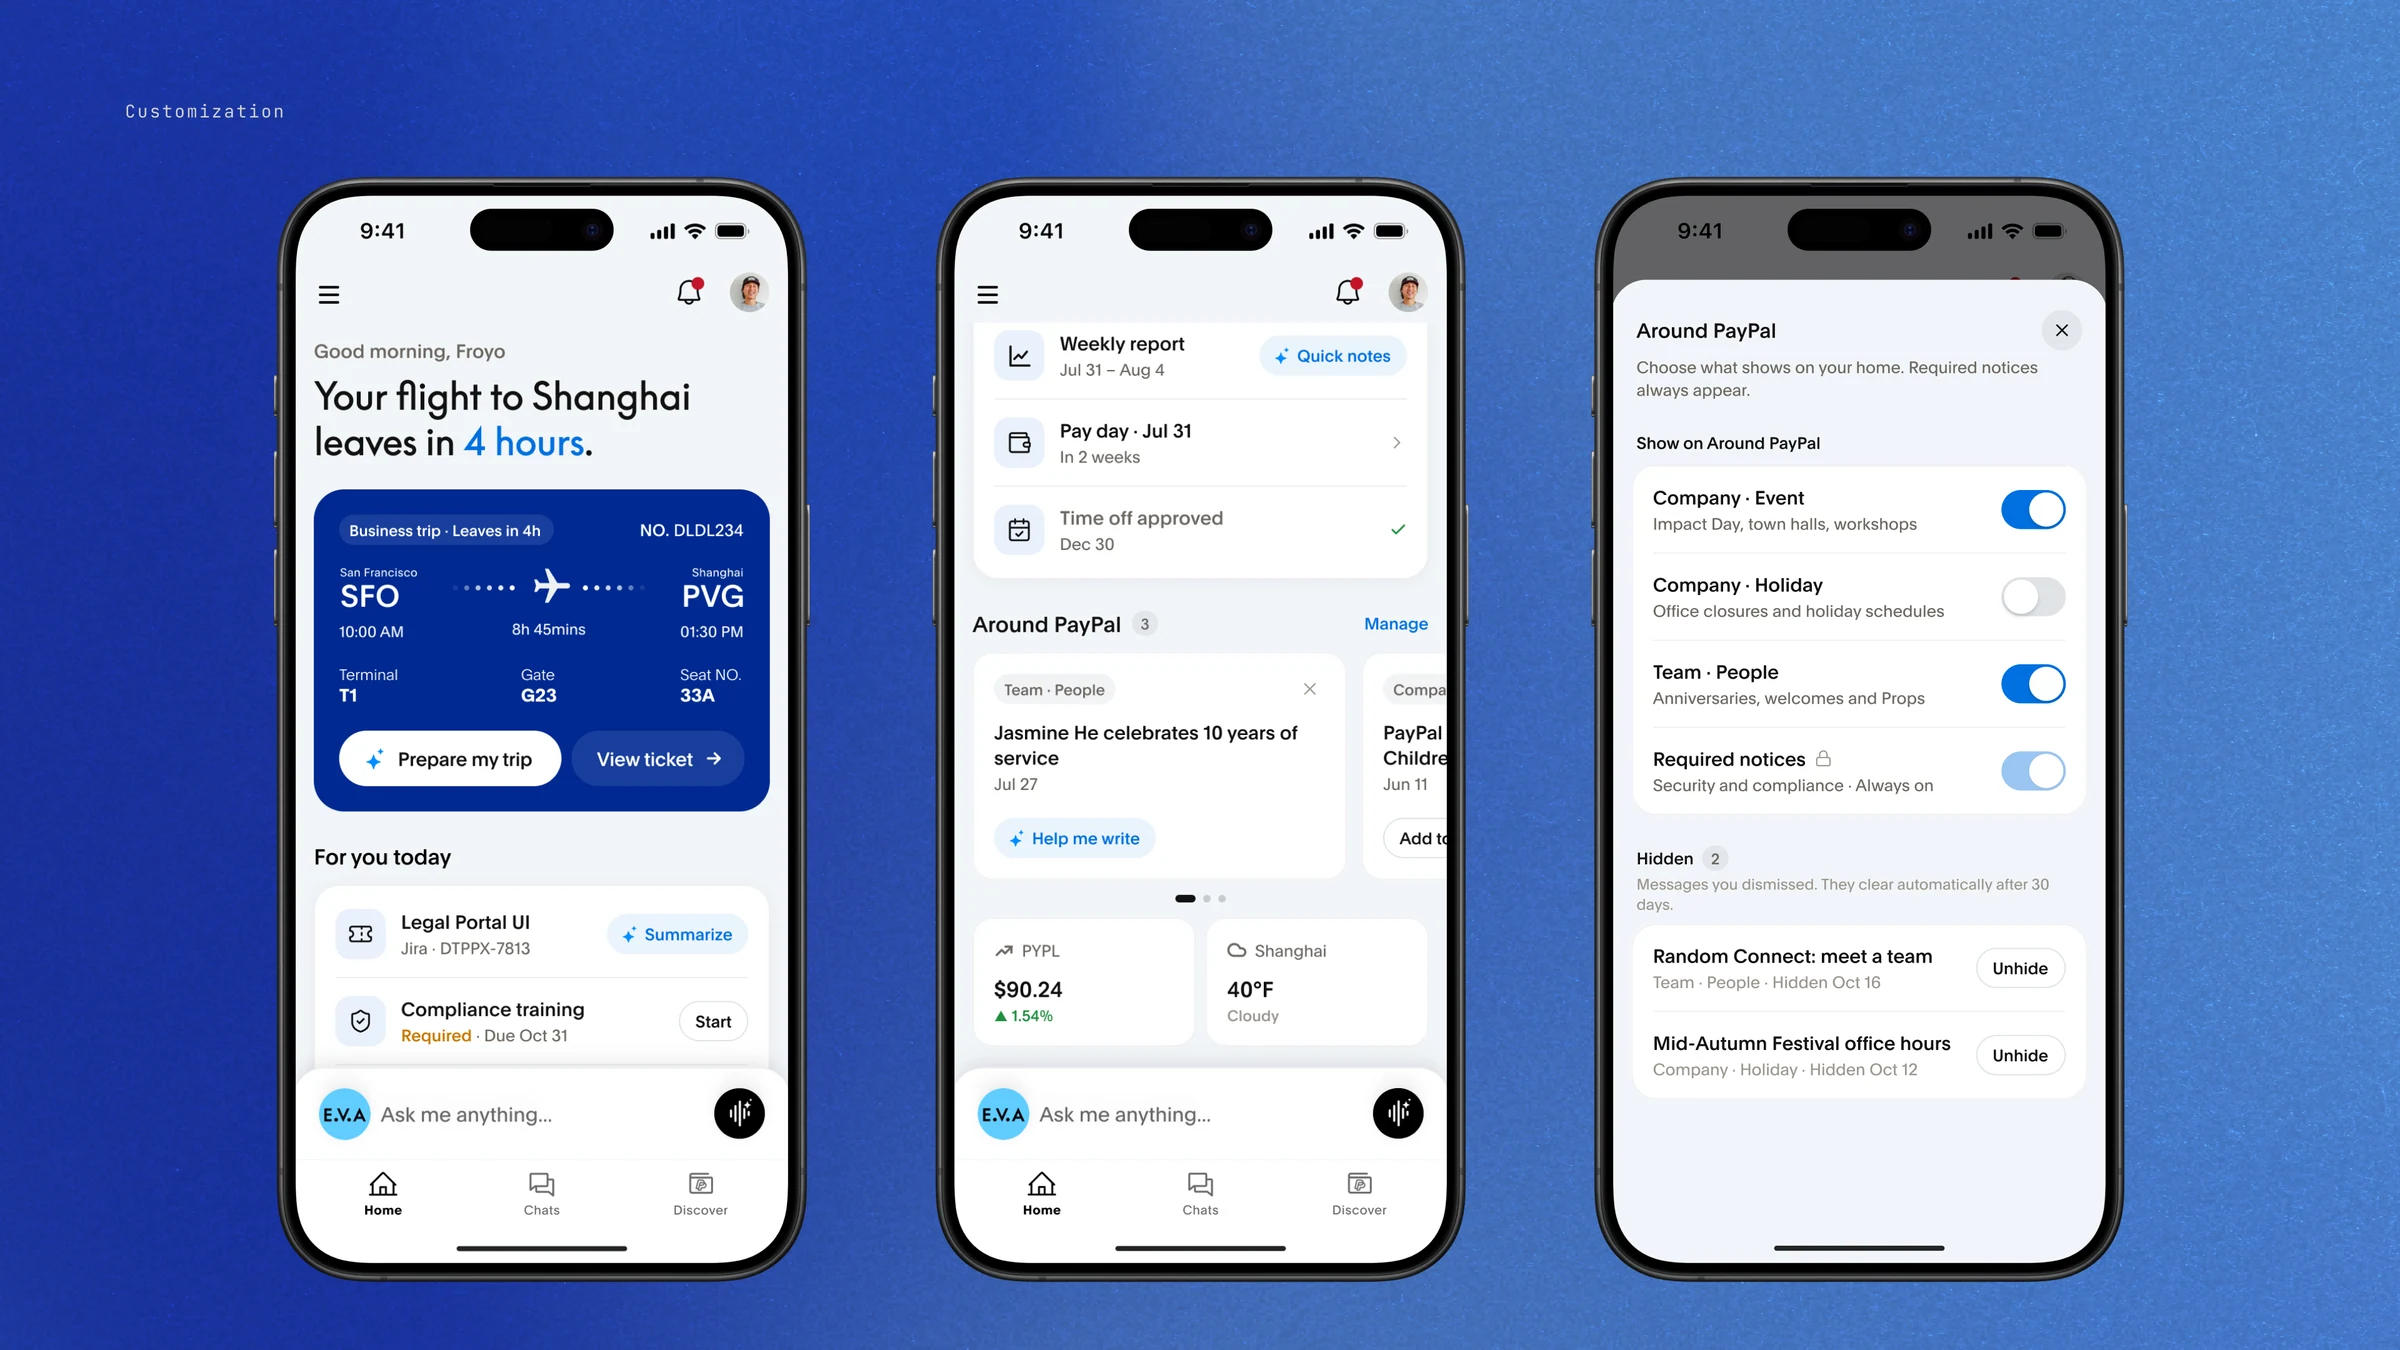 Customization
9:41
Good morning, Froyo
Your flight to Shanghai
leaves in 4 hours.
Business trip · Leaves in 4h
NO. DLDL234
San Francisco
Shanghai
SFO
PVG
10:00 AM
8h 45mins
01:30 PM
Terminal
Gate
Seat NO.
T1
G23
33A
Prepare my trip
View ticket
For you today
Legal Portal UI
Jira · DTPPX-7813
Summarize
Compliance training
Required · Due Oct 31
Start
E.V.A
Ask me anything...
Home
Chats
Discover
9:41
Weekly report
Jul 31 – Aug 4
Quick notes
Pay day · Jul 31
In 2 weeks
Time off approved
Dec 30
Around PayPal 3
Manage
Team · People
Jasmine He celebrates 10 years of
service
Jul 27
Help me write
Compa
PayPal
Childre
Jun 11
Add to
PYPL
$90.24
1.54%
Shanghai
40°F
Cloudy
E.V.A
Ask me anything...
Home
Chats
Discover
9:41
Around PayPal
Choose what shows on your home. Required notices
always appear.
Show on Around PayPal
Company · Event
Impact Day, town halls, workshops
Company · Holiday
Office closures and holiday schedules
Team · People
Anniversaries, welcomes and Props
Required notices
Security and compliance · Always on
Hidden 2
Messages you dismissed. They clear automatically after 30
days.
Random Connect: meet a team
Team · People · Hidden Oct 16
Unhide
Mid-Autumn Festival office hours
Company · Holiday · Hidden Oct 12
Unhide